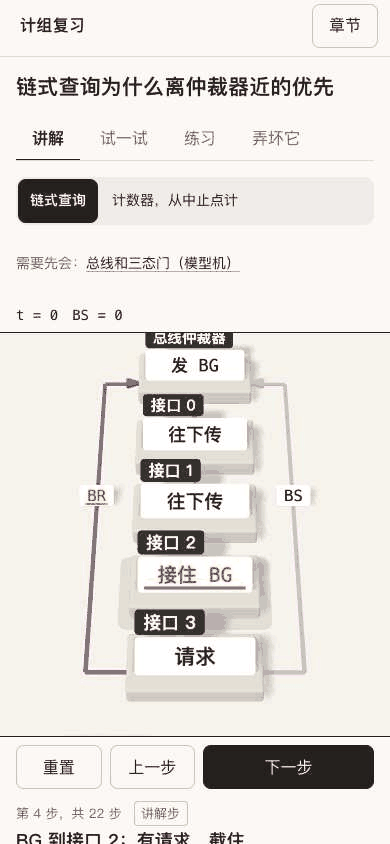 计组复习
章节
链式查询为什么离仲裁器近的优先
讲解 试一试 练习 弄坏它
链式查询 计数器，从中止点计
需要先会：总线和三态门（模型机）
t = 0 BS = 0
总线仲裁器
发 BG
接口 0
往下传
接口 1
往下传
BR
BS
接口 2
接住 BG
接口 3
请求
重置 上一步 下一步
第 4 步，共 22 步 讲解步
BG 到接口 2：有请求，截住